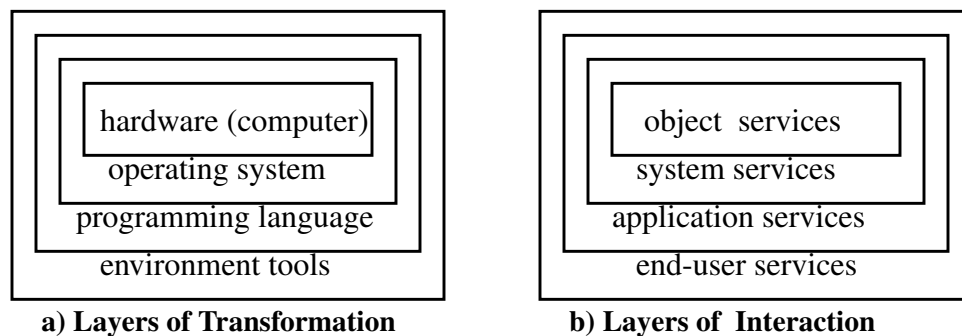 hardware (computer)
operating system
programming language
environment tools
a) Layers of Transformation
object services
system services
application services
end-user services
b) Layers of Interaction